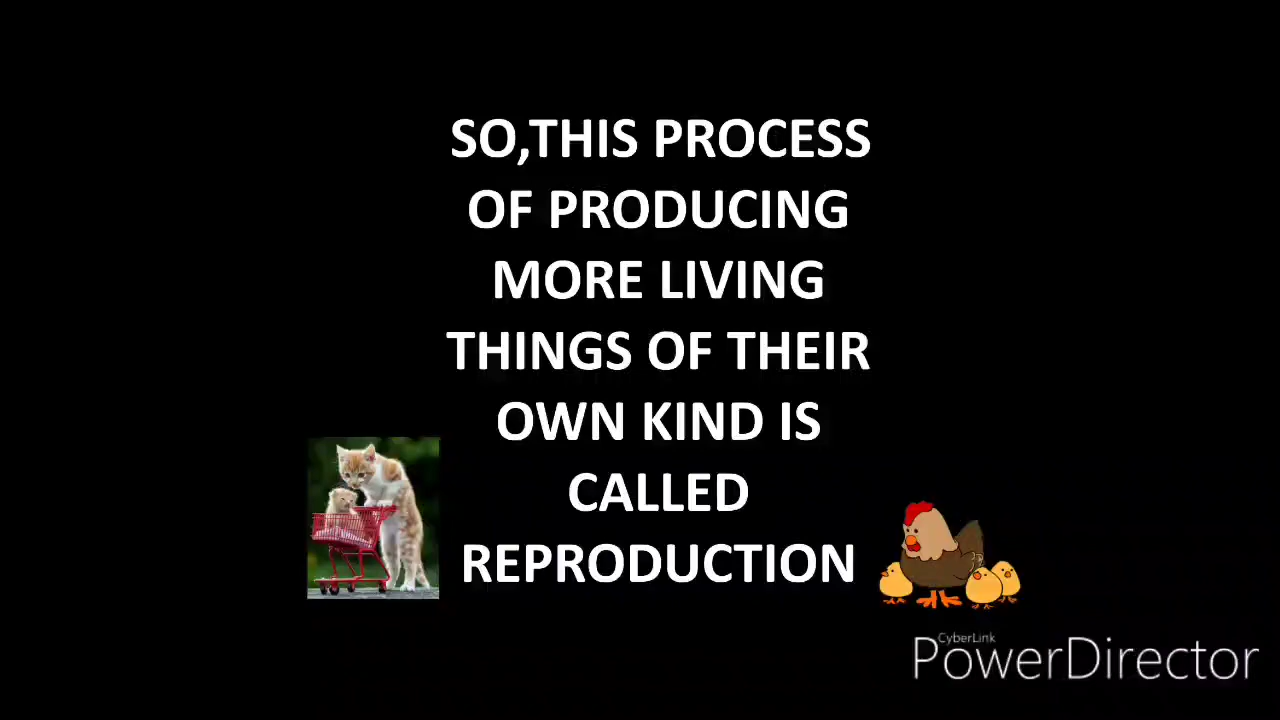 SO,THIS PROCESS
OF PRODUCING
MORE LIVING
THINGS OF THEIR
OWN KIND IS
CALLED
REPRODUCTION
CyberLink
PowerDirector